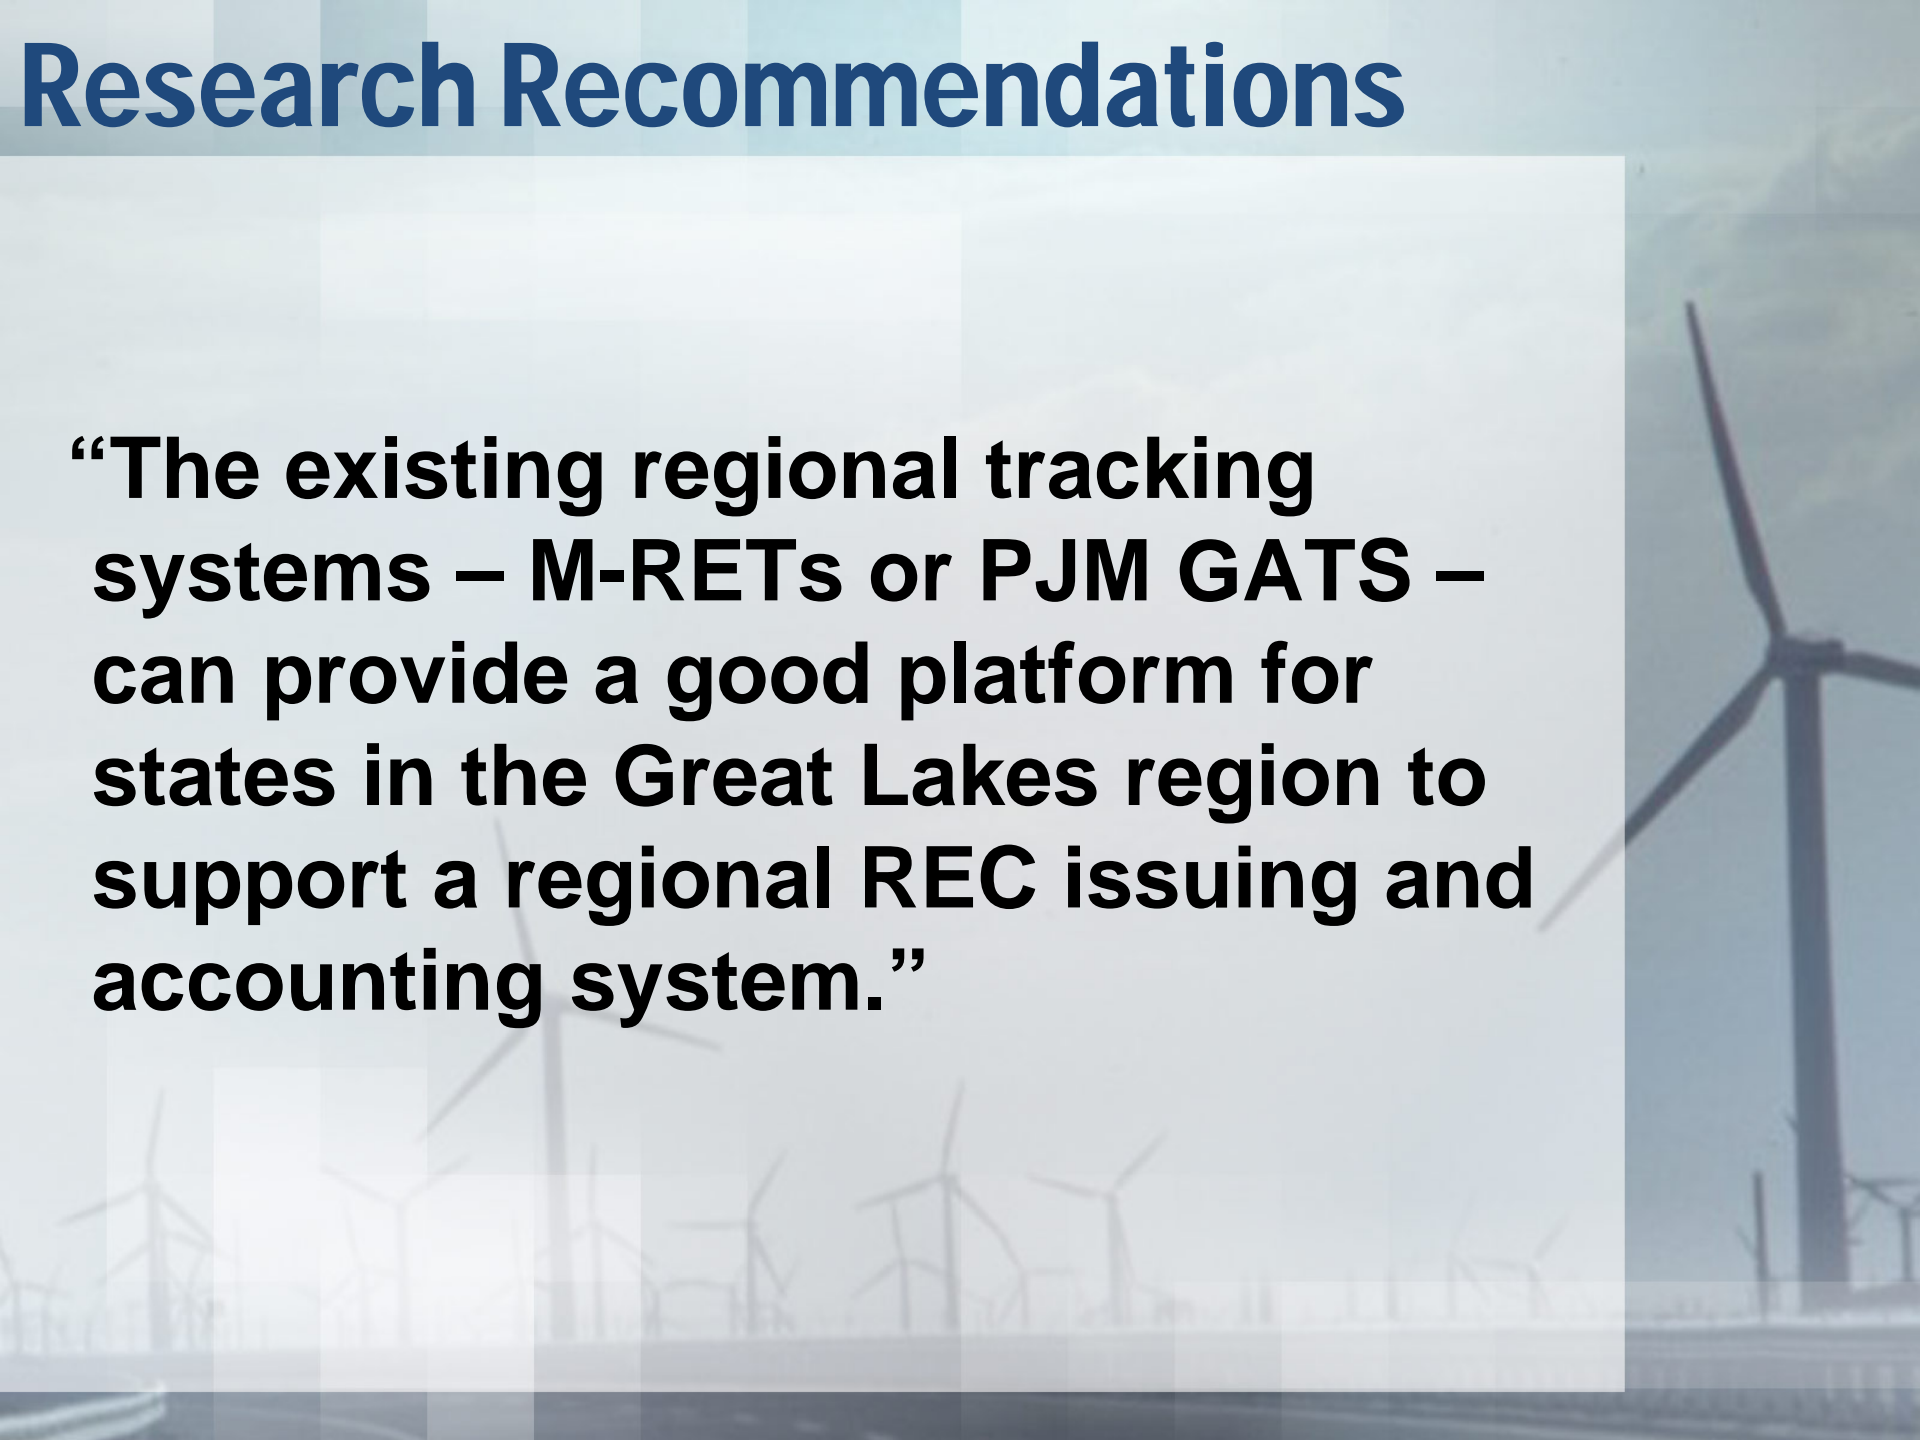 Research Recommendations
“The existing regional tracking
systems – M-RETs or PJM GATS –
can provide a good platform for
states in the Great Lakes region to
support a regional REC issuing and
accounting system.”